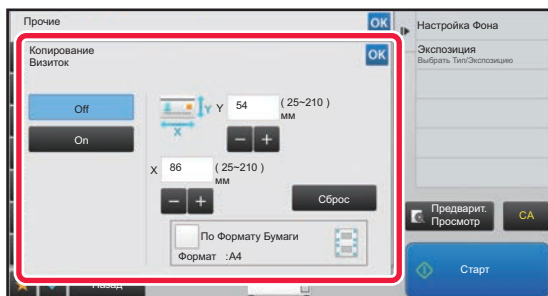 Прочие
OK
Копирование
Визиток
OK
Off
On
Y
Y 54 ( 25~210 )
мм
X
X 86 ( 25~210 )
мм
Сброс
По Формату Бумаги
Формат :A4
Назад
Настройка Фона
Экспозиция
Выбрать Тип/Экспозицию
Предварит.
Просмотр
CA
Старт